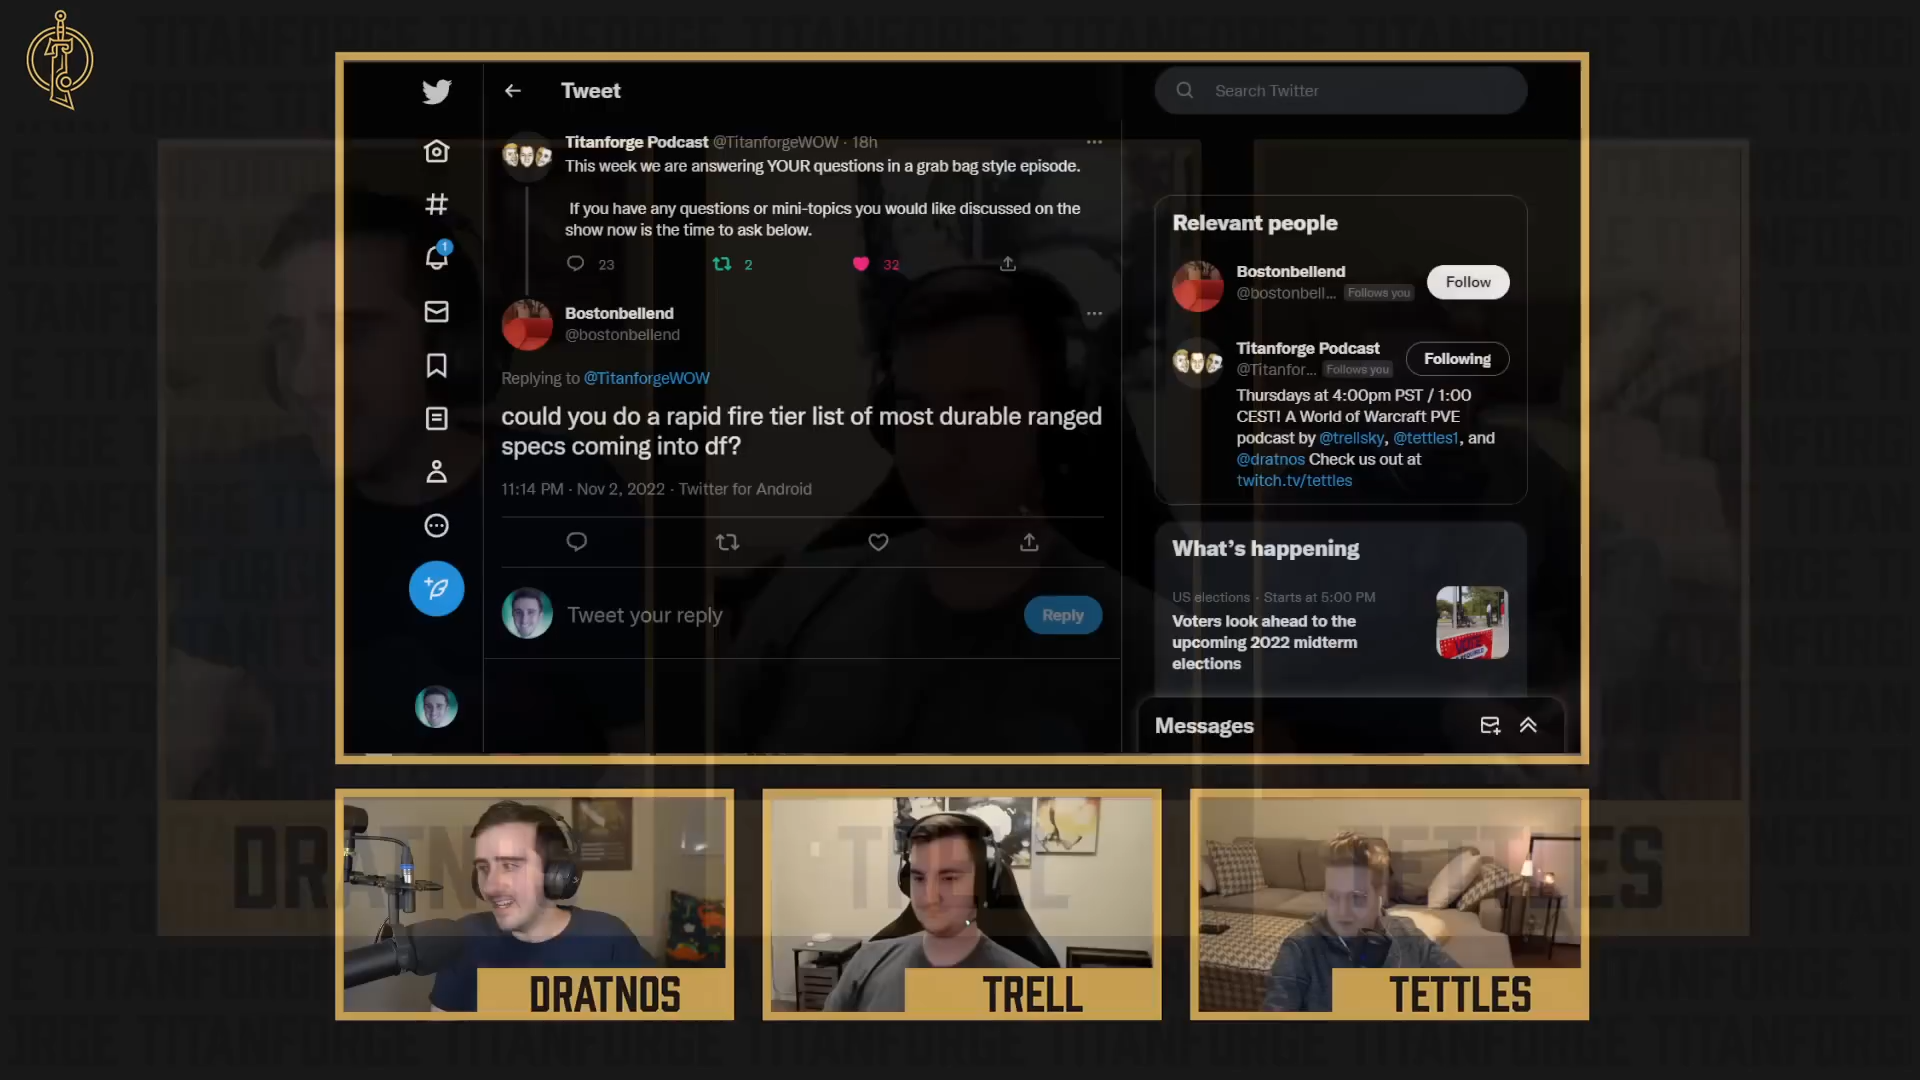 Tweet
Search Twitter
Titanforge Podcast @TitanforgeWOW · 18h
This week we are answering YOUR questions in a grab bag style episode.
If you have any questions or mini-topics you would like discussed on the
show now is the time to ask below.
23 2 32
1
Bostonbellend
@bostonbellend
Replying to @TitanforgeWOW
could you do a rapid fire tier list of most durable ranged
specs coming into df?
11:14 PM · Nov 2, 2022 · Twitter for Android
Tweet your reply
Reply
Relevant people
Bostonbellend
@bostonbell... Follows you
Follow
Titanforge Podcast
@Titanfor... Follows you
Following
Thursdays at 4:00pm PST / 1:00
CEST! A World of Warcraft PVE
podcast by @trellsky, @tettles1, and
@dratnos Check us out at
twitch.tv/tettles
What's happening
US elections · Starts at 5:00 PM
Voters look ahead to the
upcoming 2022 midterm
elections
Messages
DRATNOS
TRELL
TETTLES